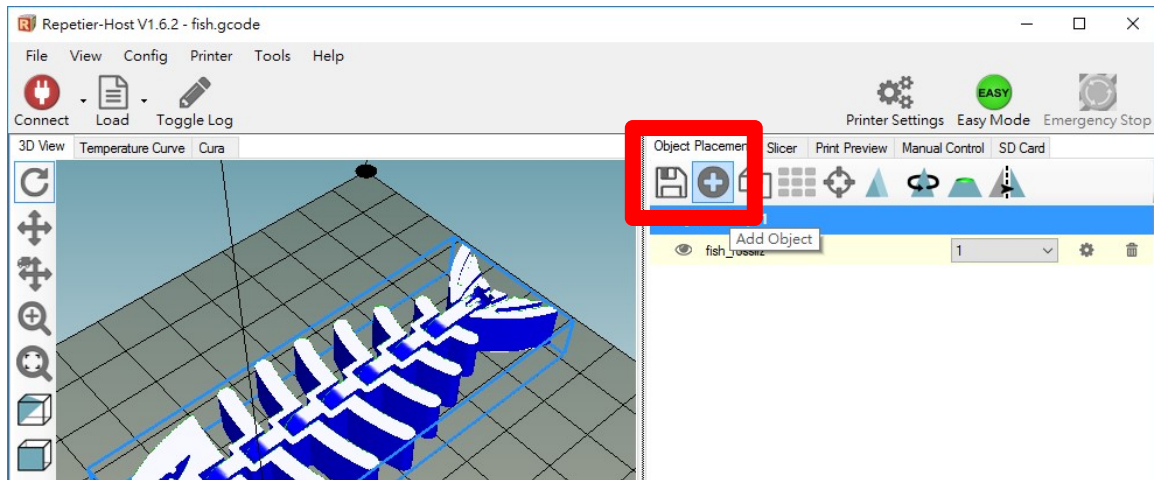 Repetier-Host V1.6.2 - fish.gcode
File View Config Printer Tools Help
Connect Load Toggle Log
EASY
Printer Settings Easy Mode Emergency Stop
3D View Temperature Curve Cura
Object Placemen Slicer Print Preview Manual Control SD Card
Add Object
1